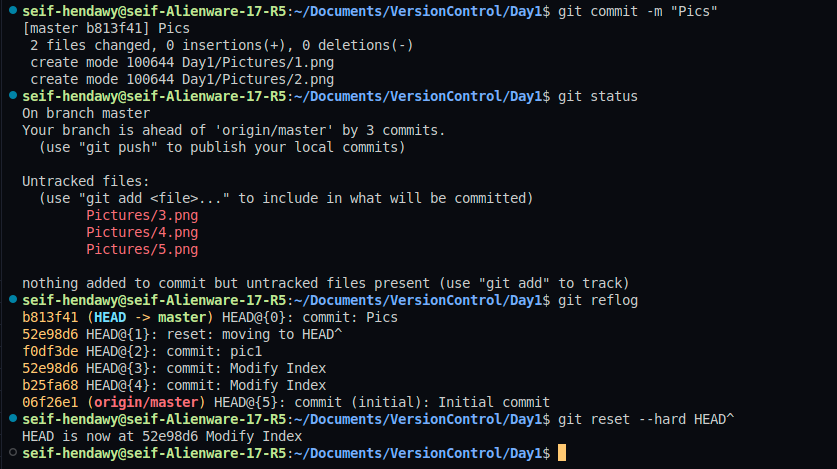 seif-hendawy@seif-Alienware-17-R5:~/Documents/VersionControl/Day1$ git commit -m "Pics"
[master b813f41] Pics
 2 files changed, 0 insertions(+), 0 deletions(-)
 create mode 100644 Day1/Pictures/1.png
 create mode 100644 Day1/Pictures/2.png
seif-hendawy@seif-Alienware-17-R5:~/Documents/VersionControl/Day1$ git status
On branch master
Your branch is ahead of 'origin/master' by 3 commits.
  (use "git push" to publish your local commits)

Untracked files:
  (use "git add <file>..." to include in what will be committed)
        Pictures/3.png
        Pictures/4.png
        Pictures/5.png

nothing added to commit but untracked files present (use "git add" to track)
seif-hendawy@seif-Alienware-17-R5:~/Documents/VersionControl/Day1$ git reflog
b813f41 (HEAD -> master) HEAD@{0}: commit: Pics
52e98d6 HEAD@{1}: reset: moving to HEAD^
f0df3de HEAD@{2}: commit: pic1
52e98d6 HEAD@{3}: commit: Modify Index
b25fa68 HEAD@{4}: commit: Modify Index
06f26e1 (origin/master) HEAD@{5}: commit (initial): Initial commit
seif-hendawy@seif-Alienware-17-R5:~/Documents/VersionControl/Day1$ git reset --hard HEAD^
HEAD is now at 52e98d6 Modify Index
seif-hendawy@seif-Alienware-17-R5:~/Documents/VersionControl/Day1$